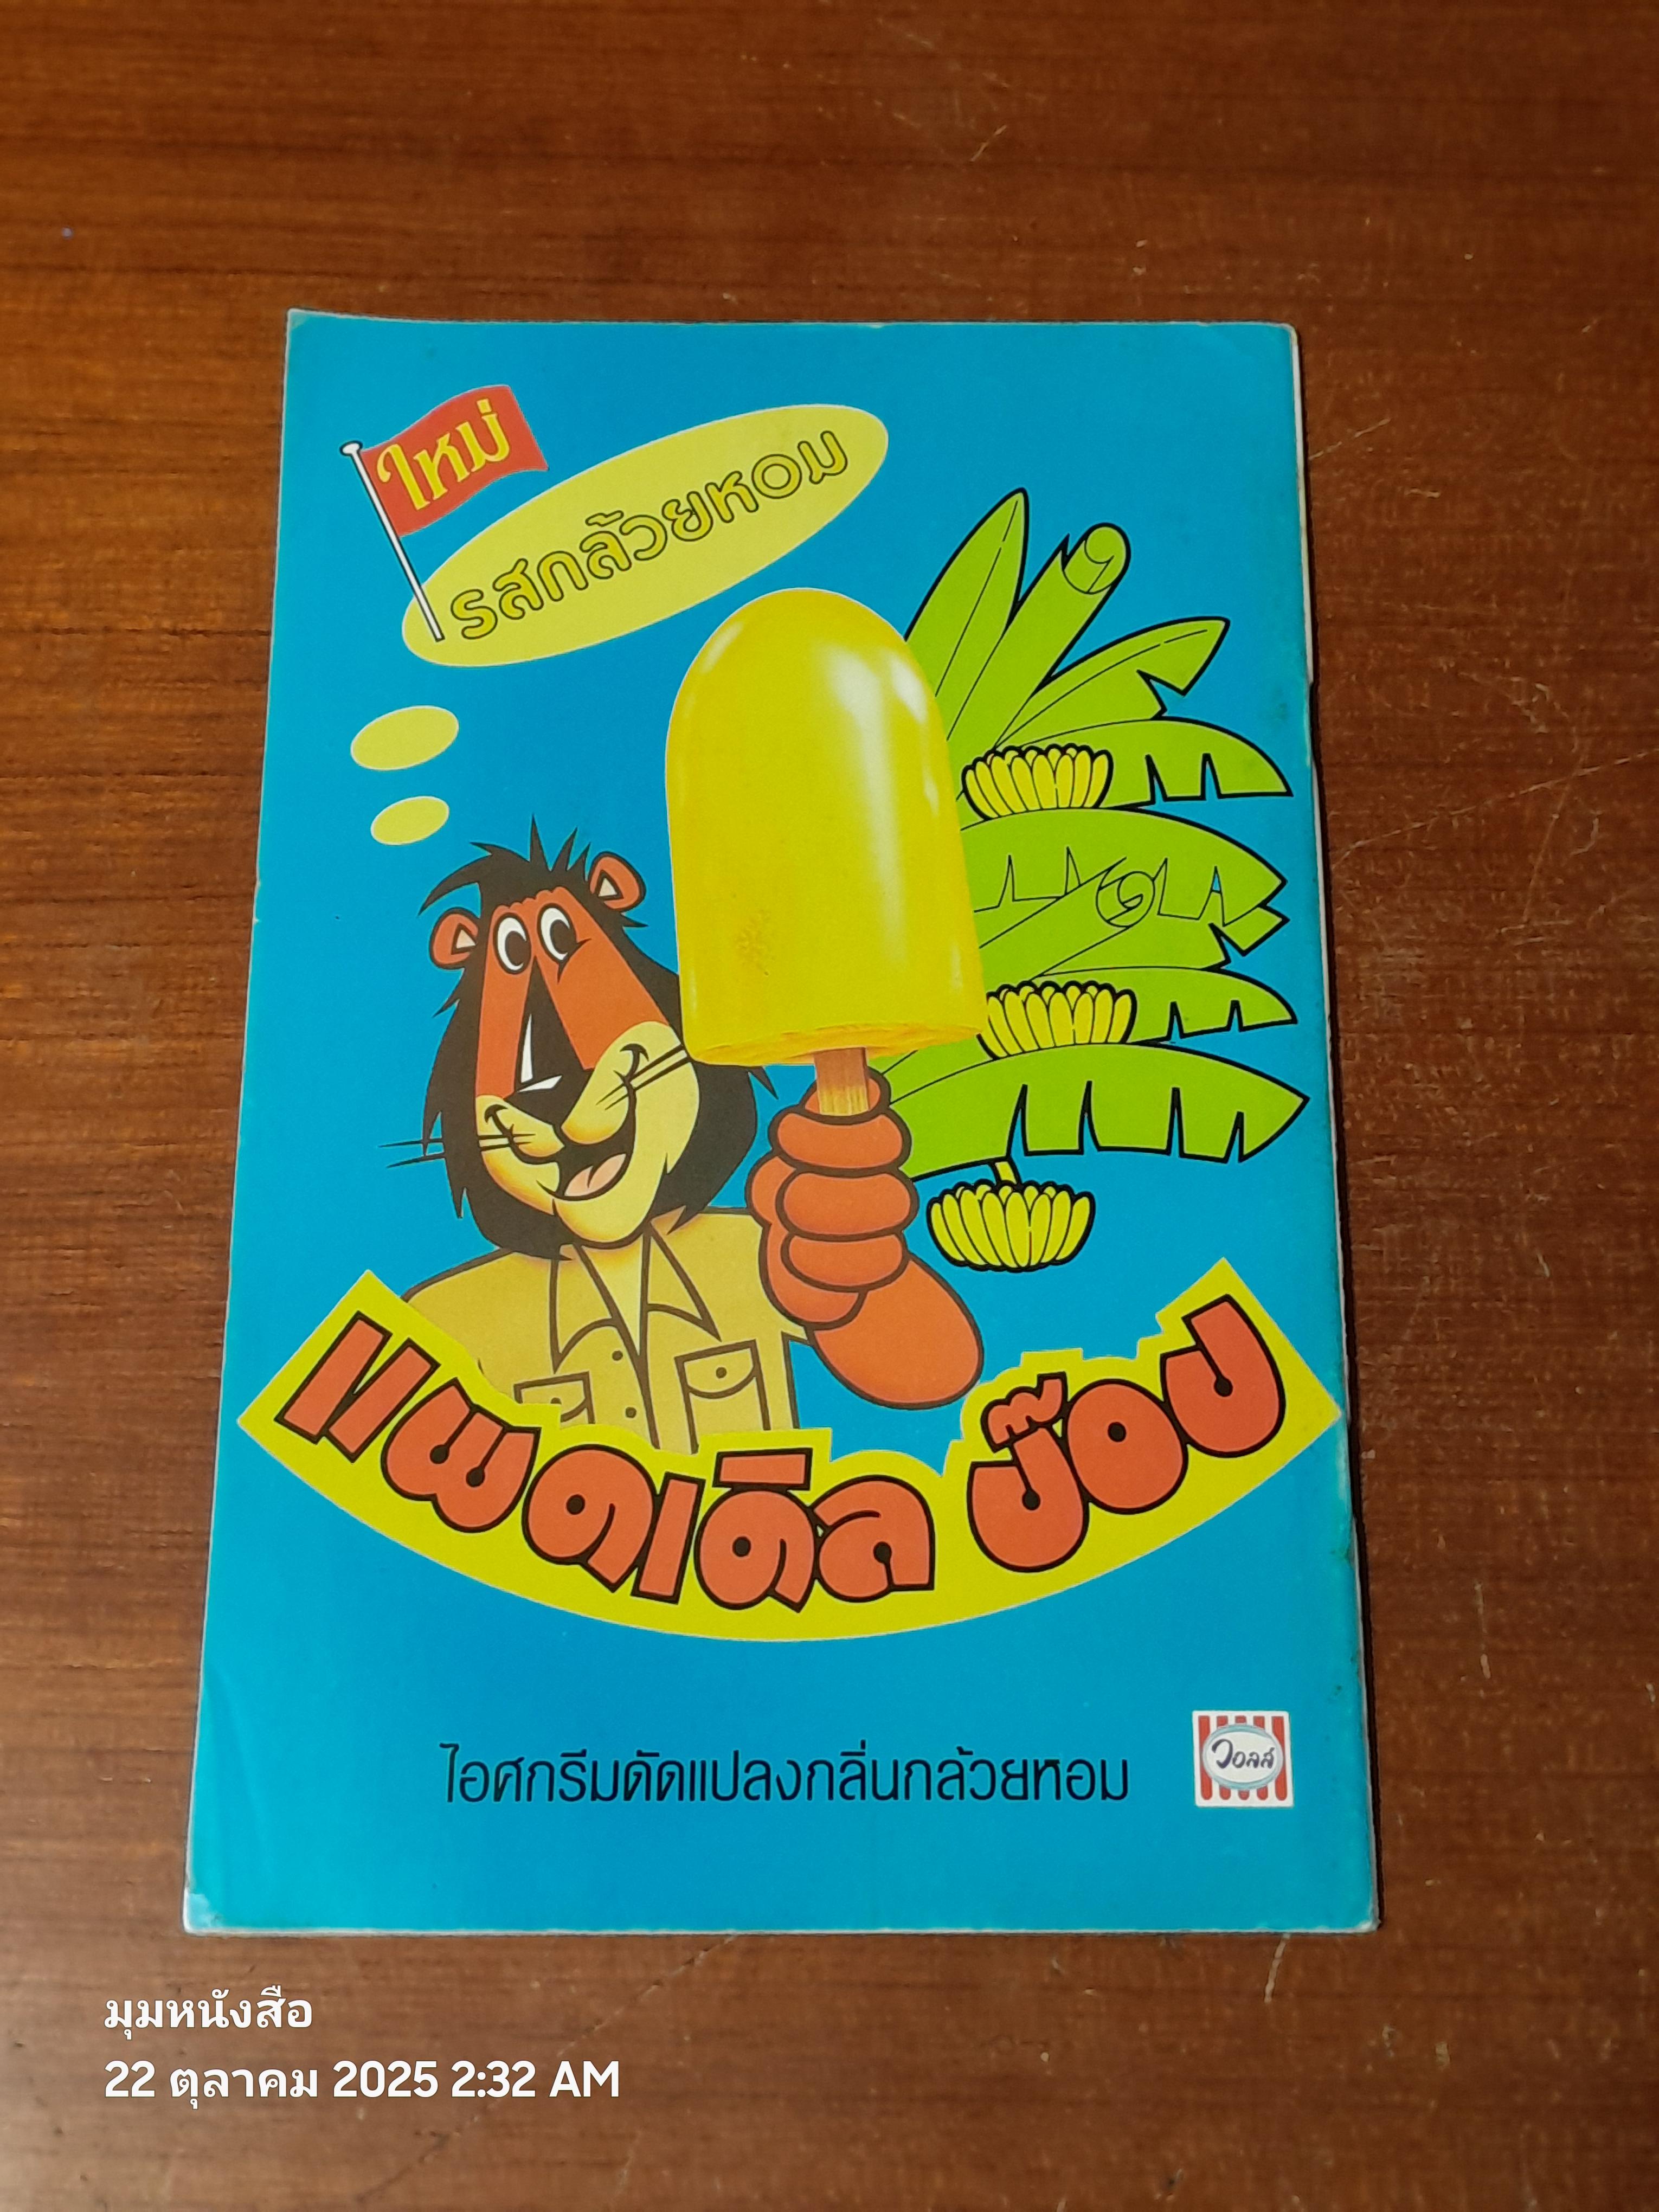 ใหม่
รสกล้วยหอม
แพดเดิล ป๊อป
ไอศกรีมดัดแปลงกลิ่นกล้วยหอม
วอลล์ส
มุมหนังสือ
22 ตุลาคม 2025 2:32 AM